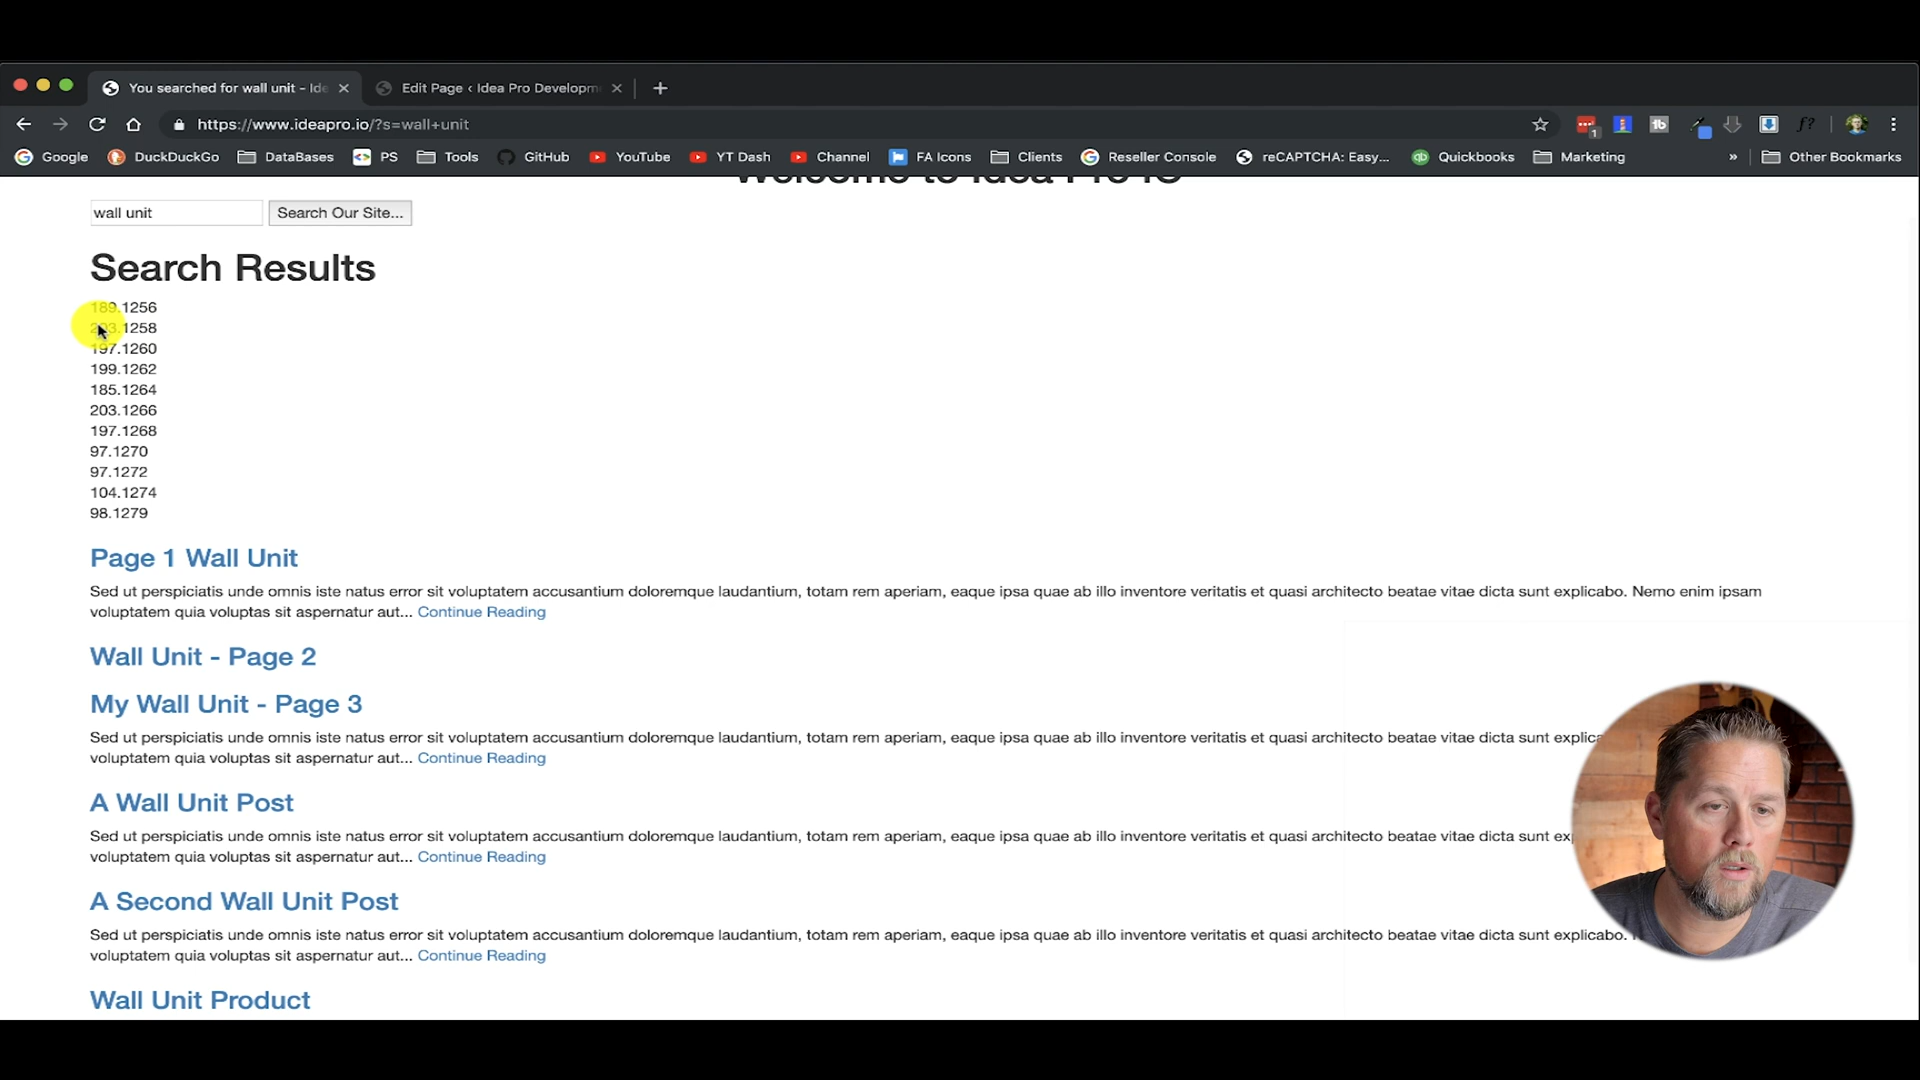 You searched for wall unit - Ide
Edit Page ‹ Idea Pro Developm
https://www.ideapro.io/?s=wall+unit
Google DuckDuckGo DataBases PS Tools GitHub YouTube YT Dash Channel FA Icons Clients Reseller Console reCAPTCHA: Easy... Quickbooks Marketing » Other Bookmarks
Welcome to Idea Pro IO
wall unit Search Our Site...
Search Results
189.1256
203.1258
197.1260
199.1262
185.1264
203.1266
197.1268
97.1270
97.1272
104.1274
98.1279
Page 1 Wall Unit
Sed ut perspiciatis unde omnis iste natus error sit voluptatem accusantium doloremque laudantium, totam rem aperiam, eaque ipsa quae ab illo inventore veritatis et quasi architecto beatae vitae dicta sunt explicabo. Nemo enim ipsam
voluptatem quia voluptas sit aspernatur aut... Continue Reading
Wall Unit - Page 2
My Wall Unit - Page 3
Sed ut perspiciatis unde omnis iste natus error sit voluptatem accusantium doloremque laudantium, totam rem aperiam, eaque ipsa quae ab illo inventore veritatis et quasi architecto beatae vitae dicta sunt explica
voluptatem quia voluptas sit aspernatur aut... Continue Reading
A Wall Unit Post
Sed ut perspiciatis unde omnis iste natus error sit voluptatem accusantium doloremque laudantium, totam rem aperiam, eaque ipsa quae ab illo inventore veritatis et quasi architecto beatae vitae dicta sunt ex
voluptatem quia voluptas sit aspernatur aut... Continue Reading
A Second Wall Unit Post
Sed ut perspiciatis unde omnis iste natus error sit voluptatem accusantium doloremque laudantium, totam rem aperiam, eaque ipsa quae ab illo inventore veritatis et quasi architecto beatae vitae dicta sunt explicabo.
voluptatem quia voluptas sit aspernatur aut... Continue Reading
Wall Unit Product